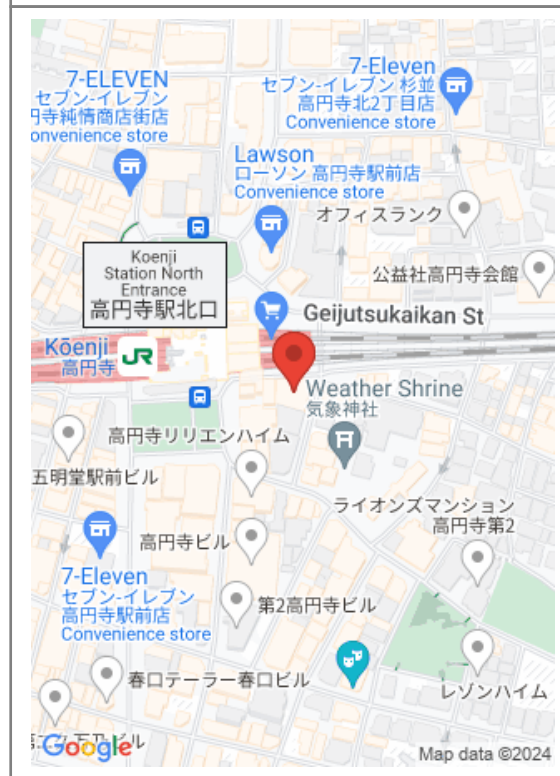 7-ELEVEN
セブン-イレブン
円寺純情商店街店
onvenience store
7-Eleven
セブン-イレブン 杉並
高円寺北2丁目店
Convenience store
Lawson
ローソン 高円寺駅前店
Convenience store
オフィスランク
Koenji
Station North
Entrance
高円寺駅北口
公益社高円寺会館
Geijutsukaikan St
Kōenji
高円寺
JR
Weather Shrine
気象神社
高円寺リリエンハイム
五明堂駅前ビル
ライオンズマンション
高円寺第2
高円寺ビル
7-Eleven
セブン-イレブン
高円寺駅前店
Convenience store
第2高円寺ビル
春口テーラー春口ビル
レゾンハイム
ビル
Google
Map data ©2024